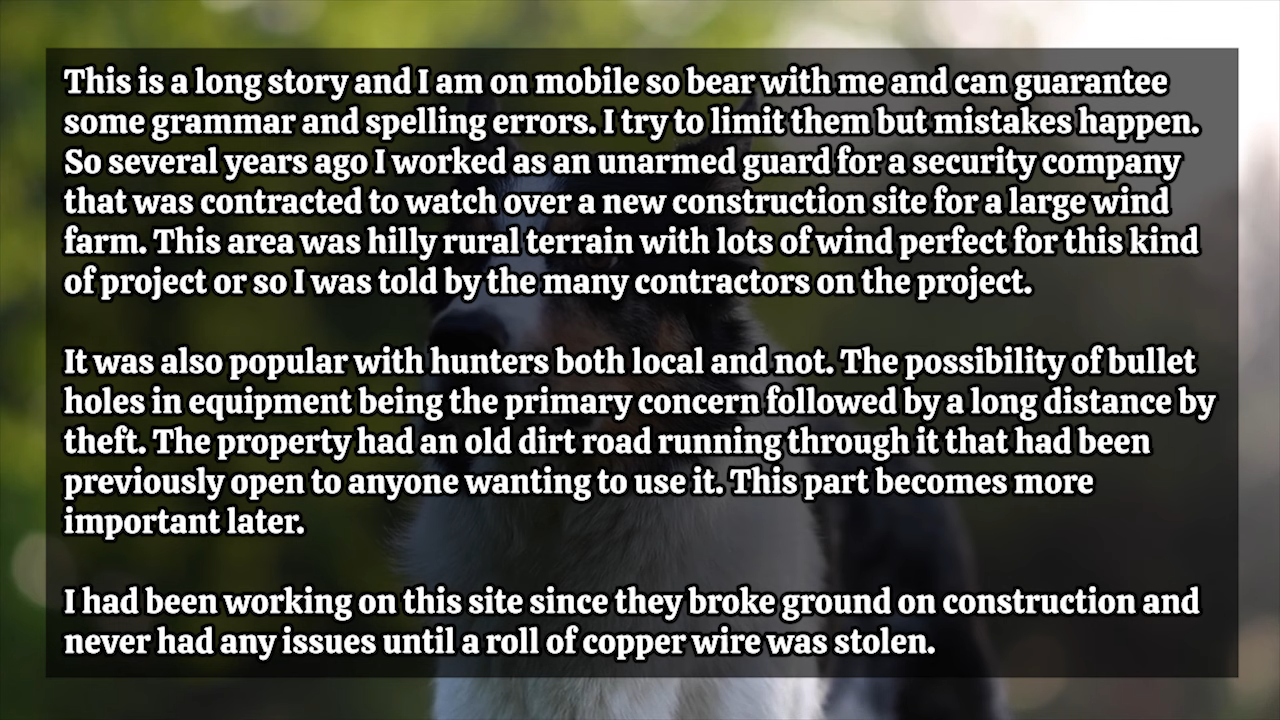 This is a long story and I am on mobile so bear with me and can guarantee
some grammar and spelling errors. I try to limit them but mistakes happen.
So several years ago I worked as an unarmed guard for a security company
that was contracted to watch over a new construction site for a large wind
farm. This area was hilly rural terrain with lots of wind perfect for this kind
of project or so I was told by the many contractors on the project.
It was also popular with hunters both local and not. The possibility of bullet
holes in equipment being the primary concern followed by a long distance by
theft. The property had an old dirt road running through it that had been
previously open to anyone wanting to use it. This part becomes more
important later.
I had been working on this site since they broke ground on construction and
never had any issues until a roll of copper wire was stolen.